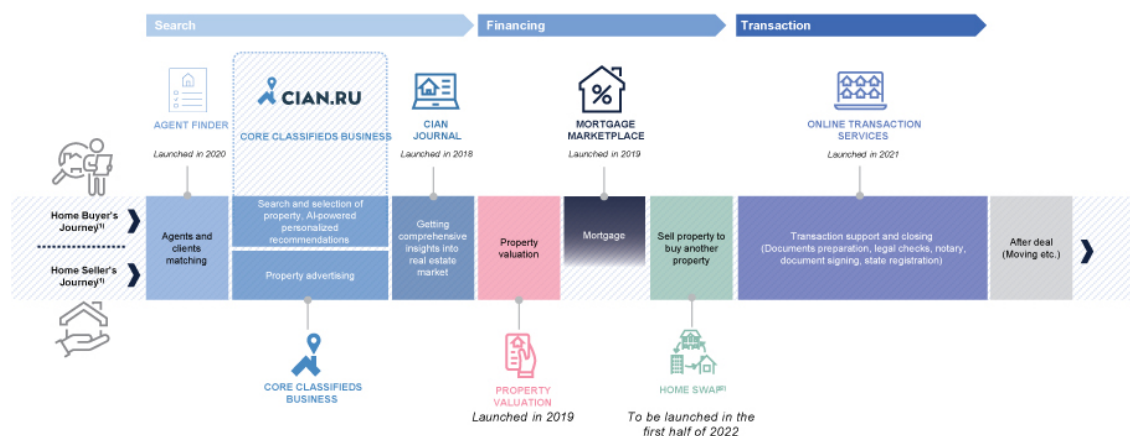 Search
Financing
Transaction
AGENT FINDER
Launched in 2020
CIAN.RU
CORE CLASSIFIEDS BUSINESS
CIAN
JOURNAL
Launched in 2018
MORTGAGE
MARKETPLACE
Launched in 2019
ONLINE TRANSACTION
SERVICES
Launched in 2021
Home Buyer's
Journey⁽¹⁾
Home Seller's
Journey⁽¹⁾
Agents and
clients
matching
Search and selection of
property, AI-powered
personalized
recommendations
Property advertising
Getting
comprehensive
insights into
real estate
market
Property
valuation
Mortgage
Sell property to
buy another
property
Transaction support and closing
(Documents preparation, legal checks, notary,
document signing, state registration)
After deal
(Moving etc.)
CORE CLASSIFIEDS
BUSINESS
PROPERTY
VALUATION
Launched in 2019
HOME SWAP⁽²⁾
To be launched in the
first half of 2022